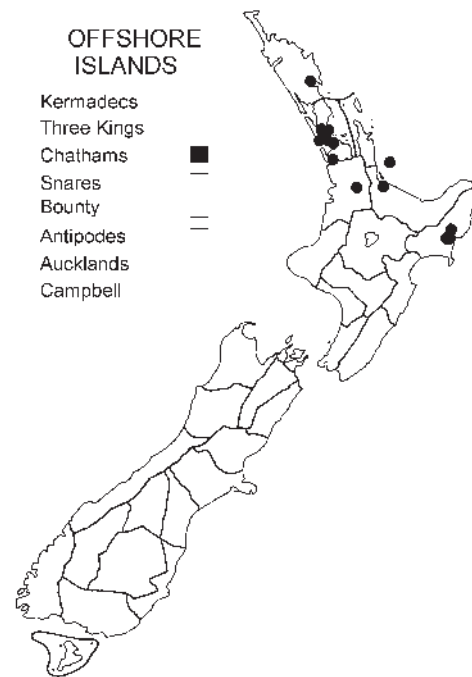 OFFSHORE
ISLANDS
Kermadecs
Three Kings
Chathams
Snares
Bounty
Antipodes
Aucklands
Campbell